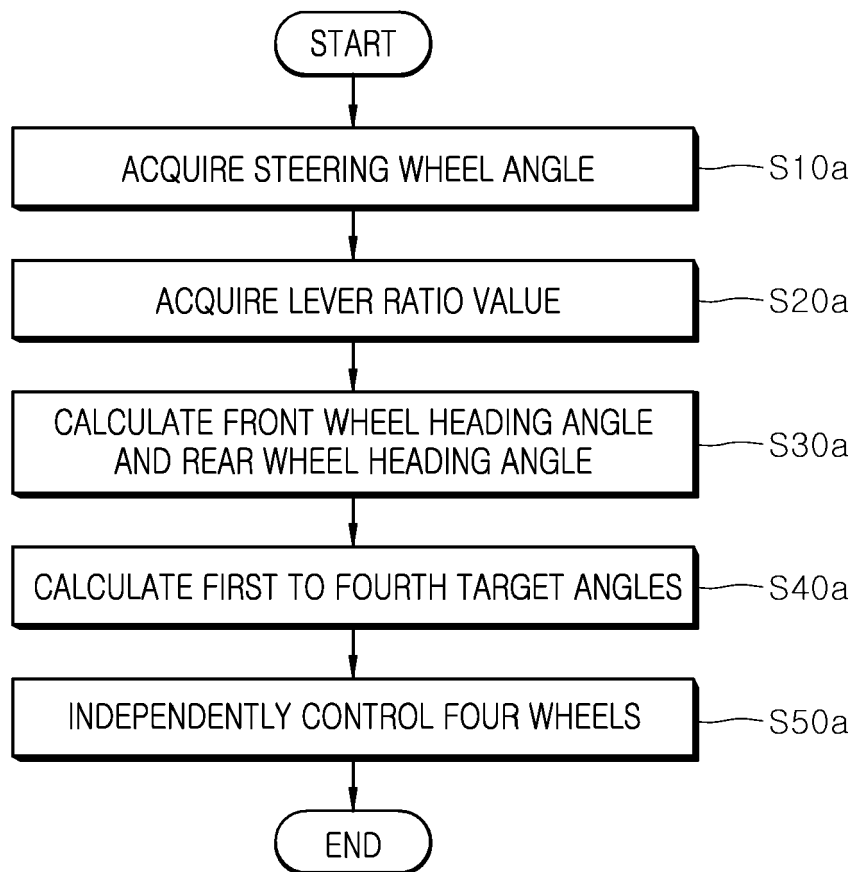 START
ACQUIRE STEERING WHEEL ANGLE
S10a
ACQUIRE LEVER RATIO VALUE
S20a
CALCULATE FRONT WHEEL HEADING ANGLE
AND REAR WHEEL HEADING ANGLE
S30a
CALCULATE FIRST TO FOURTH TARGET ANGLES
S40a
INDEPENDENTLY CONTROL FOUR WHEELS
S50a
END